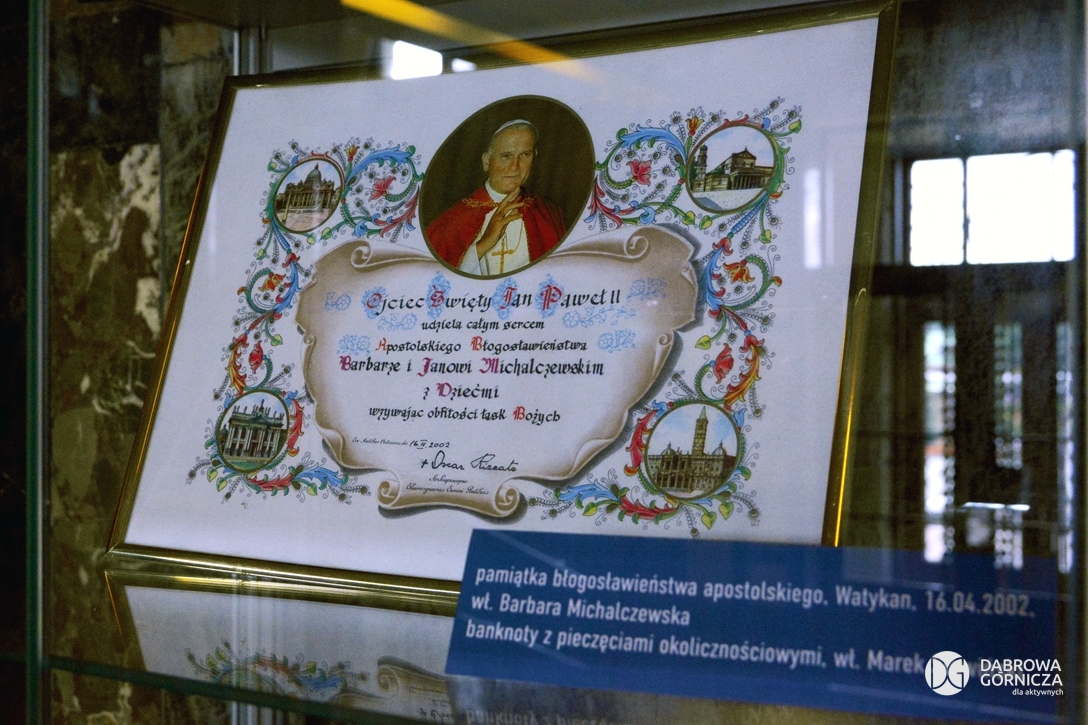 Ojciec Święty Jan Paweł II
udziela całym sercem
Apostolskiego Błogosławieństwa
Barbarze i Janowi Michalczewskim
z Dziećmi
wzywając obfitości łask Bożych
16 IV 2002
pamiątka błogosławieństwa apostolskiego, Watykan, 16.04.2002,
wł. Barbara Michalczewska
banknoty z pieczęciami okolicznościowymi, wł. Marek
DG
DĄBROWA
GÓRNICZA
dla aktywnych